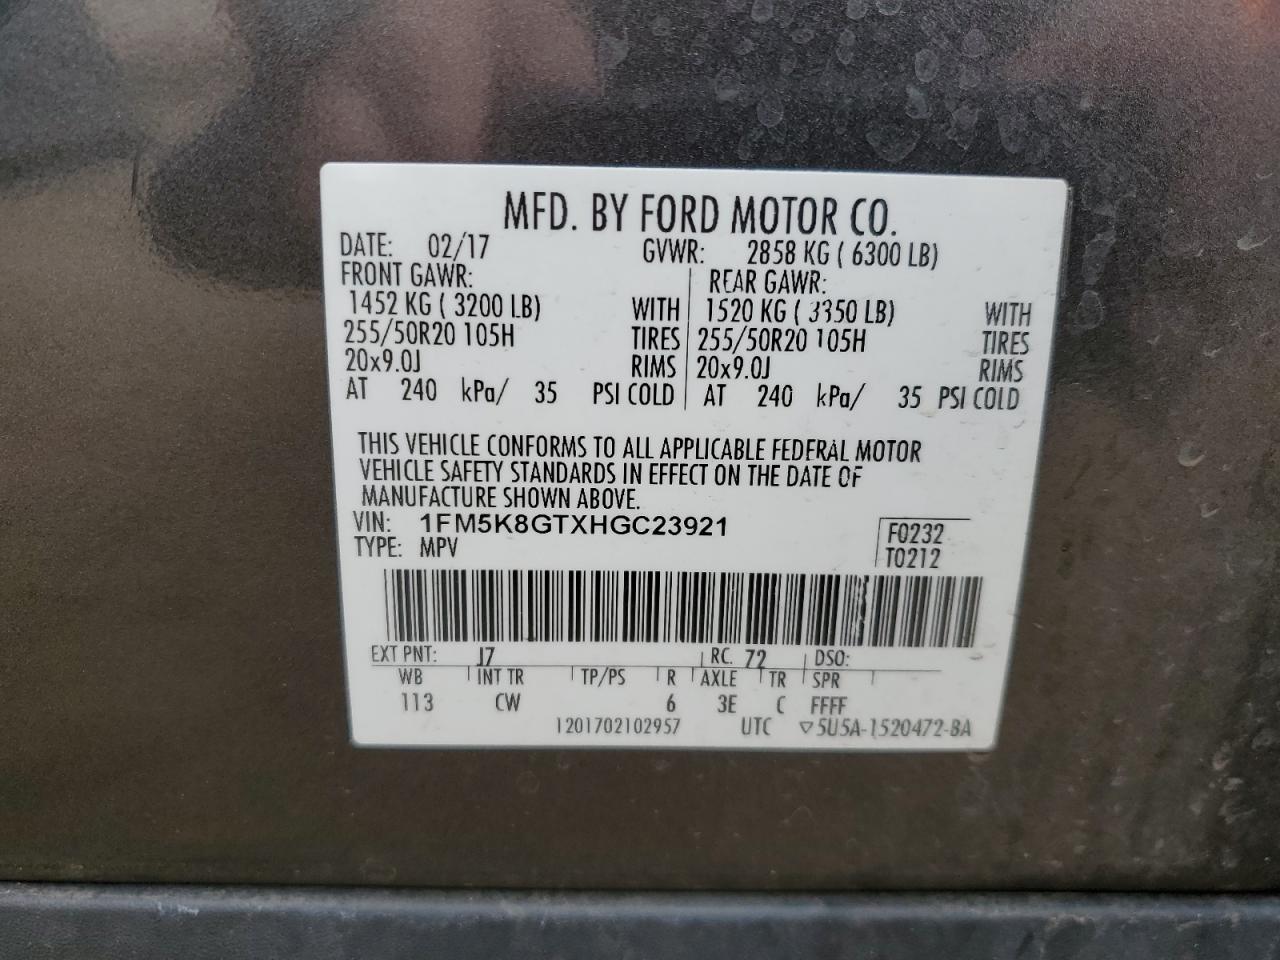 MFD. BY FORD MOTOR CO.
DATE: 02/17 GVWR: 2858 KG ( 6300 LB)
FRONT GAWR: REAR GAWR:
1452 KG ( 3200 LB) WITH 1520 KG ( 3350 LB) WITH
255/50R20 105H TIRES 255/50R20 105H TIRES
20x9.0J RIMS 20x9.0J RIMS
AT 240 kPa/ 35 PSI COLD AT 240 kPa/ 35 PSI COLD
THIS VEHICLE CONFORMS TO ALL APPLICABLE FEDERAL MOTOR
VEHICLE SAFETY STANDARDS IN EFFECT ON THE DATE OF
MANUFACTURE SHOWN ABOVE.
VIN: 1FM5K8GTXHGC23921 F0232
TYPE: MPV T0212
EXT PNT: J7 RC. 72 DSO:
WB INT TR TP/PS R AXLE TR SPR
113 CW 6 3E C FFFF
1201702102957 UTC ▽5U5A-1520472-BA